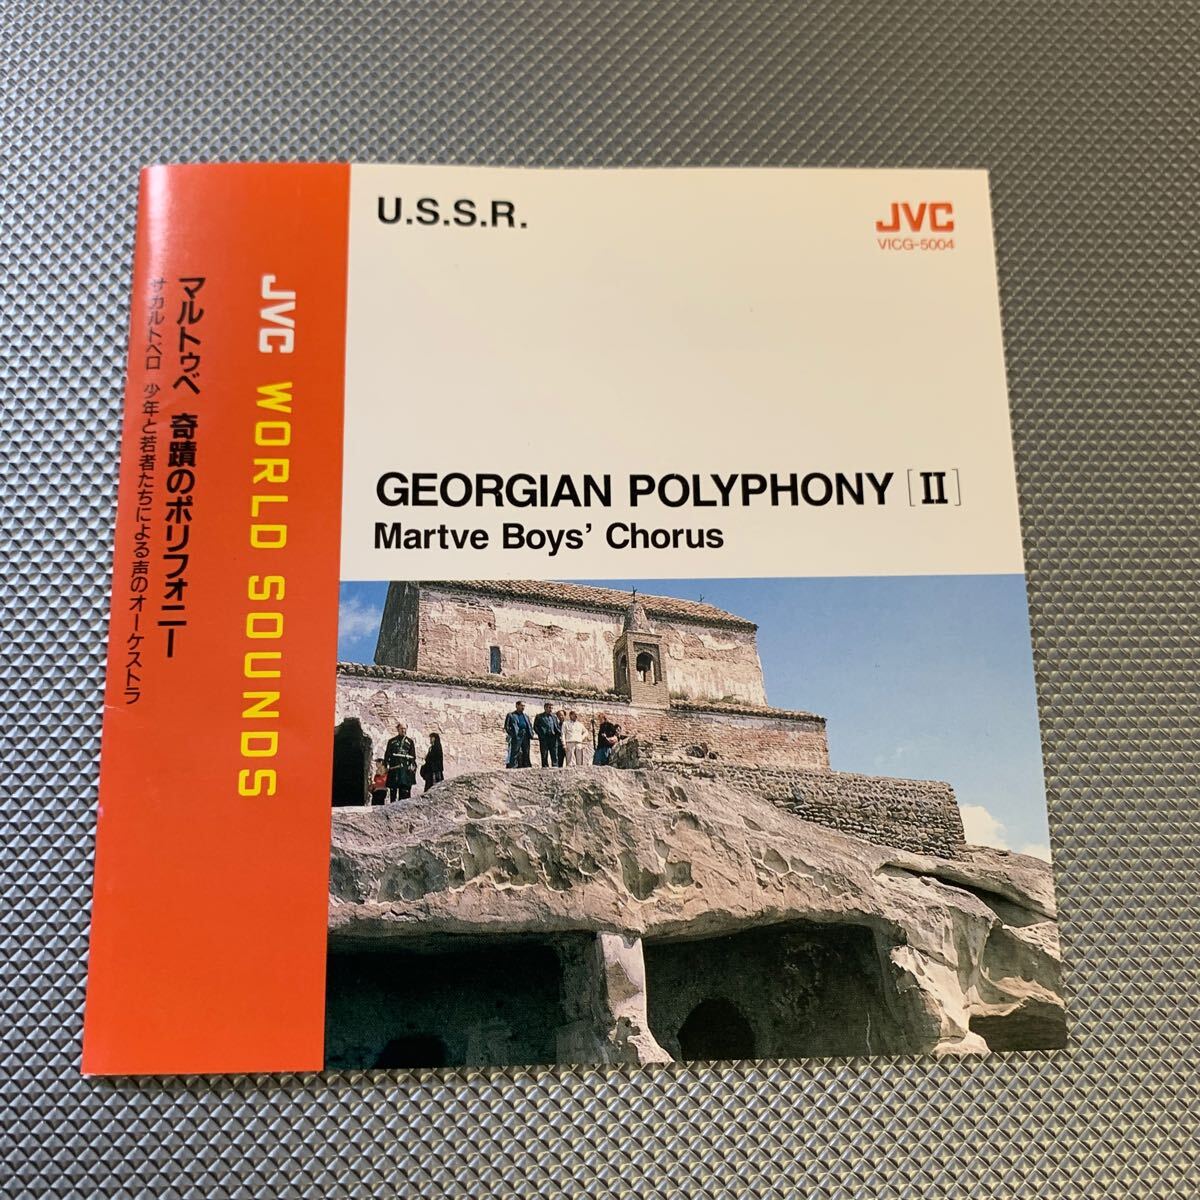 U.S.S.R.
JVC
VICG-5004
GEORGIAN POLYPHONY [II]
Martve Boys' Chorus
JVC WORLD SOUNDS
マルトゥベ 奇蹟のポリフォニー
サカルトベロ 少年と若者たちによる声のオーケストラ